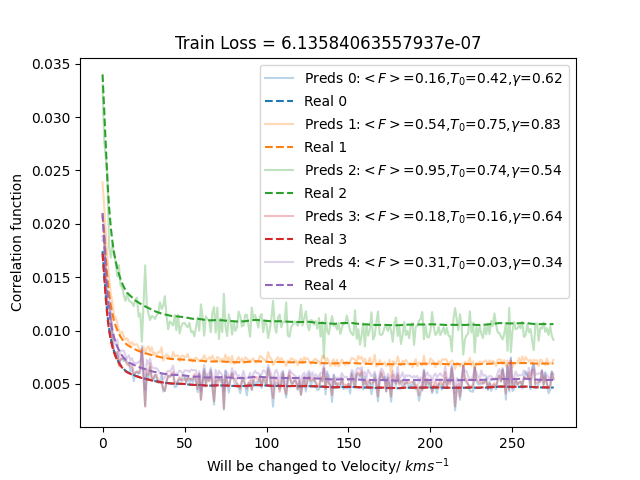 Train Loss = 6.13584063557937e-07
Correlation function
0.035
0.030
0.025
0.020
0.015
0.010
0.005
Preds 0: <F>=0.16,T₀=0.42,γ=0.62
Real 0
Preds 1: <F>=0.54,T₀=0.75,γ=0.83
Real 1
Preds 2: <F>=0.95,T₀=0.74,γ=0.54
Real 2
Preds 3: <F>=0.18,T₀=0.16,γ=0.64
Real 3
Preds 4: <F>=0.31,T₀=0.03,γ=0.34
Real 4
0 50 100 150 200 250
Will be changed to Velocity/ kms⁻¹